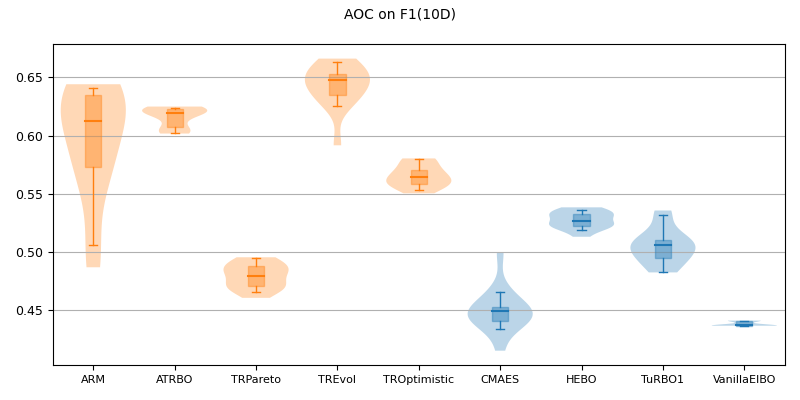 AOC on F1(10D)
0.65
0.60
0.55
0.50
0.45
ARM ATRBO TRPareto TREvol TROptimistic CMAES HEBO TuRBO1 VanillaEIBO